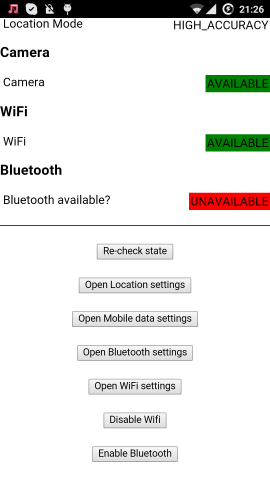 21:26
Location Mode HIGH_ACCURACY
Camera
Camera AVAILABLE
WiFi
WiFi AVAILABLE
Bluetooth
Bluetooth available? UNAVAILABLE
Re-check state
Open Location settings
Open Mobile data settings
Open Bluetooth settings
Open WiFi settings
Disable Wifi
Enable Bluetooth